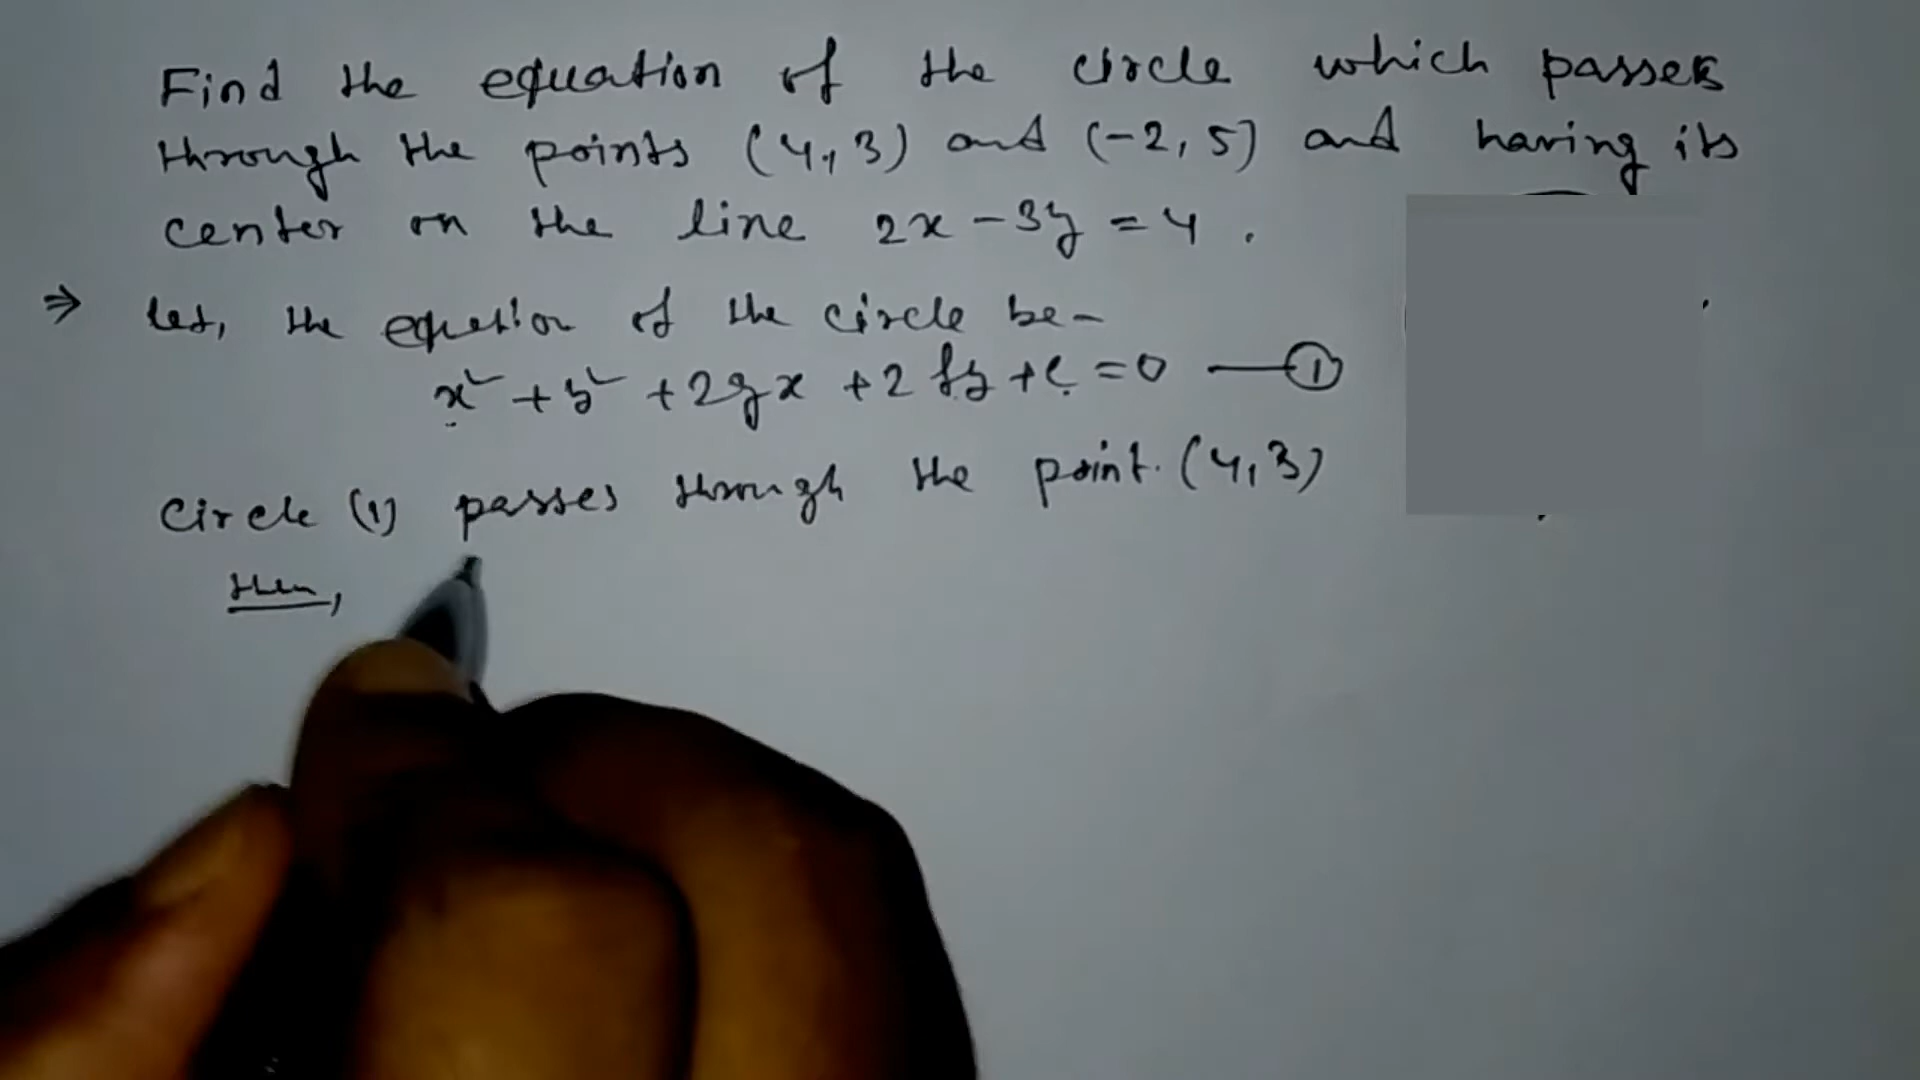 Find the equation of the circle which passes
through the points (4, 3) and (-2, 5) and having its
center on the line 2x - 3y = 4 .
⇒ let, the equation of the circle be-
x² + y² + 2gx + 2fy + c = 0 — ①
Circle (1) passes through the point (4, 3)
then,